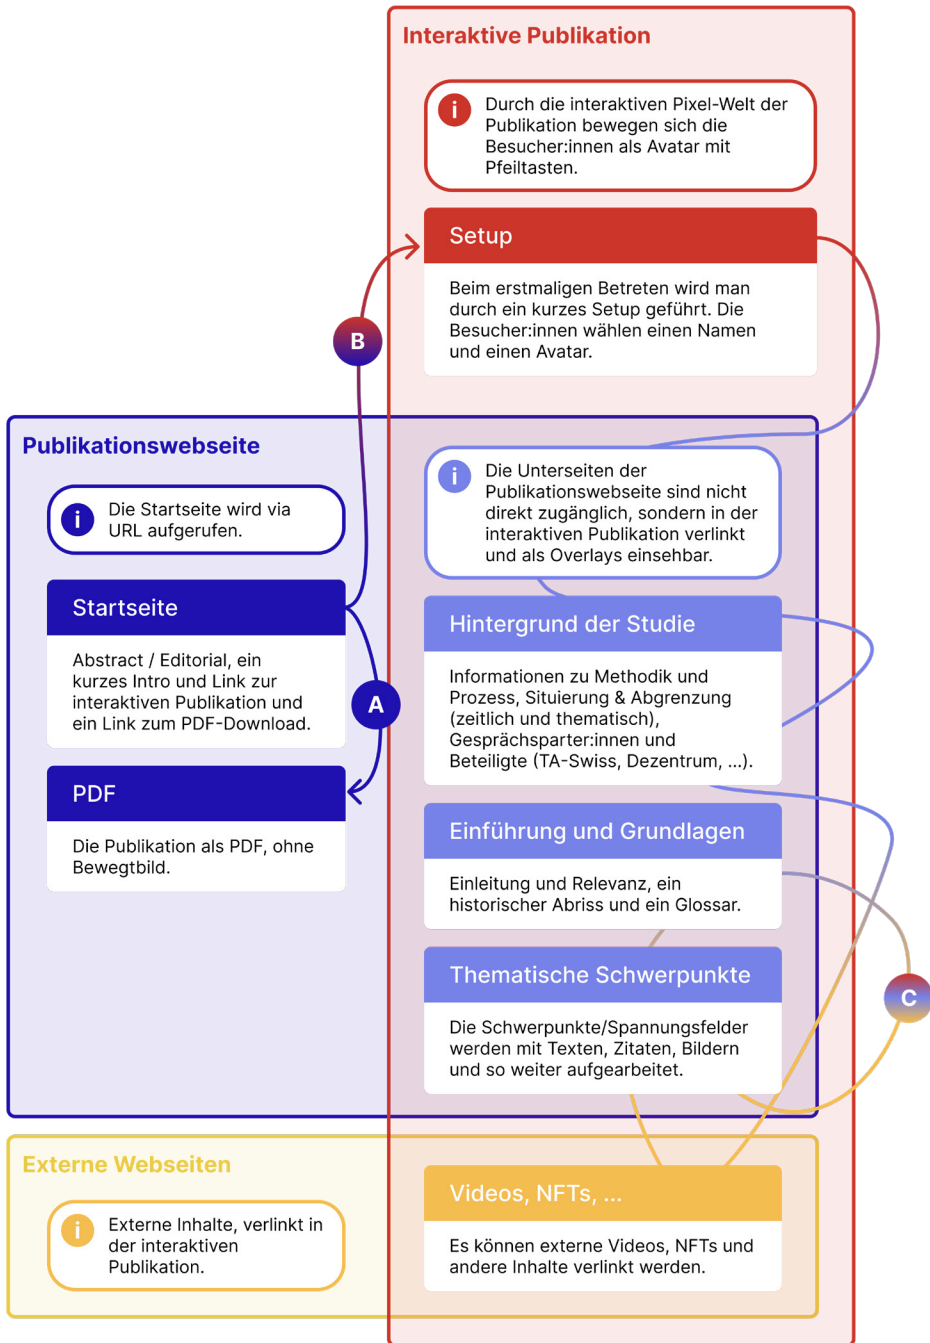 Interaktive Publikation
i
Durch die interaktiven Pixel-Welt der
Publikation bewegen sich die
Besucher:innen als Avatar mit
Pfeiltasten.
Setup
Beim erstmaligen Betreten wird man
durch ein kurzes Setup geführt. Die
Besucher:innen wählen einen Namen
und einen Avatar.
B
Publikationswebseite
i
Die Startseite wird via
URL aufgerufen.
Startseite
Abstract / Editorial, ein
kurzes Intro und Link zur
interaktiven Publikation und
ein Link zum PDF-Download.
A
PDF
Die Publikation als PDF, ohne
Bewegtbild.
i
Die Unterseiten der
Publikationswebseite sind nicht
direkt zugänglich, sondern in der
interaktiven Publikation verlinkt
und als Overlays einsehbar.
Hintergrund der Studie
Informationen zu Methodik und
Prozess, Situierung & Abgrenzung
(zeitlich und thematisch),
Gesprächsparter:innen und
Beteiligte (TA-Swiss, Dezentrum, ...).
Einführung und Grundlagen
Einleitung und Relevanz, ein
historischer Abriss und ein Glossar.
Thematische Schwerpunkte
Die Schwerpunkte/Spannungsfelder
werden mit Texten, Zitaten, Bildern
und so weiter aufgearbeitet.
C
Externe Webseiten
i
Externe Inhalte, verlinkt in
der interaktiven
Publikation.
Videos, NFTs, ...
Es können externe Videos, NFTs und
andere Inhalte verlinkt werden.